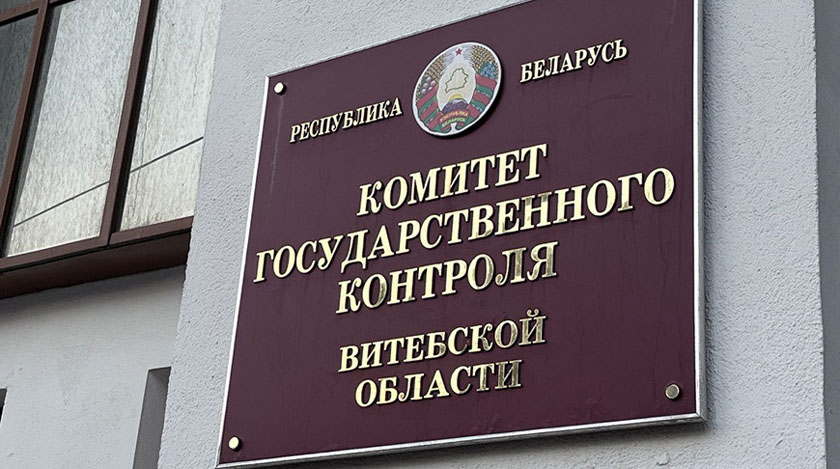 РЕСПУБЛИКА БЕЛАРУСЬ
КОМИТЕТ
ГОСУДАРСТВЕННОГО
КОНТРОЛЯ
ВИТЕБСКОЙ
ОБЛАСТИ